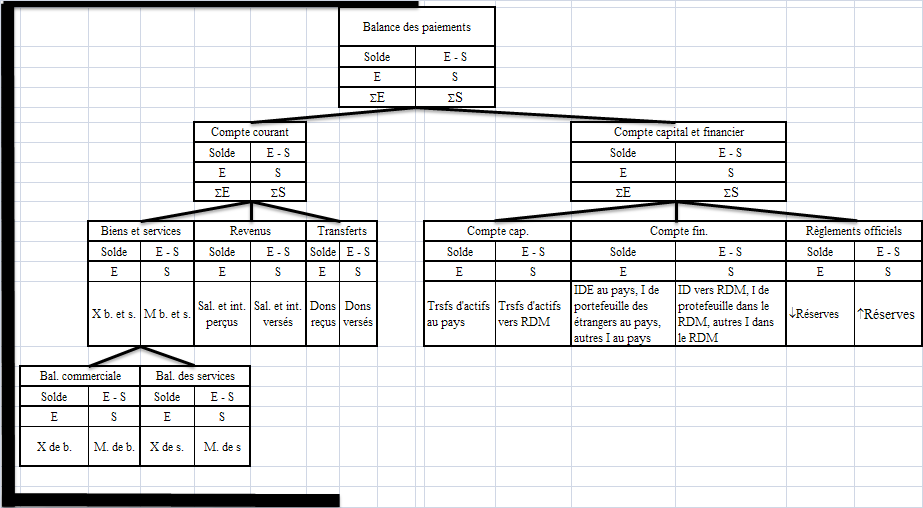 Balance des paiements
Solde E - S
E S
ΣE ΣS
Compte courant
Solde E - S
E S
ΣE ΣS
Compte capital et financier
Solde E - S
E S
ΣE ΣS
Biens et services
Solde E - S
E S
X b. et s. M b. et s.
Revenus
Solde E - S
E S
Sal. et int.
perçus
Sal. et int.
versés
Transferts
Solde E - S
E S
Dons
reçus
Dons
versés
Compte cap.
Solde E - S
E S
Trsfs d'actifs
au pays
Trsfs d'actifs
vers RDM
Compte fin.
Solde E - S
E S
IDE au pays, I de
portefeuille des
étrangers au pays,
autres I au pays
ID vers RDM, I de
protefeuille dans le
RDM, autres I dans
le RDM
Règlements officiels
Solde E - S
E S
↓Réserves ↑Réserves
Bal. commerciale
Solde E - S
E S
X de b. M. de b.
Bal. des services
Solde E - S
E S
X de s. M. de s